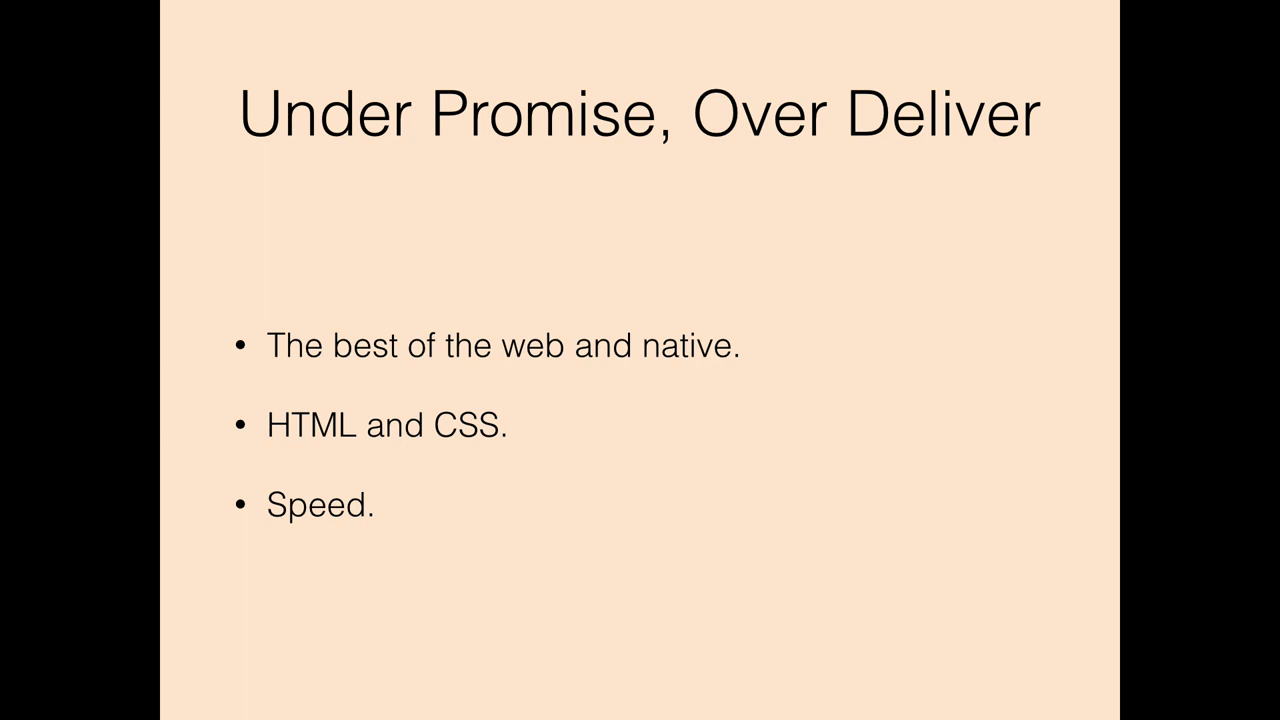 Under Promise, Over Deliver
• The best of the web and native.
• HTML and CSS.
• Speed.